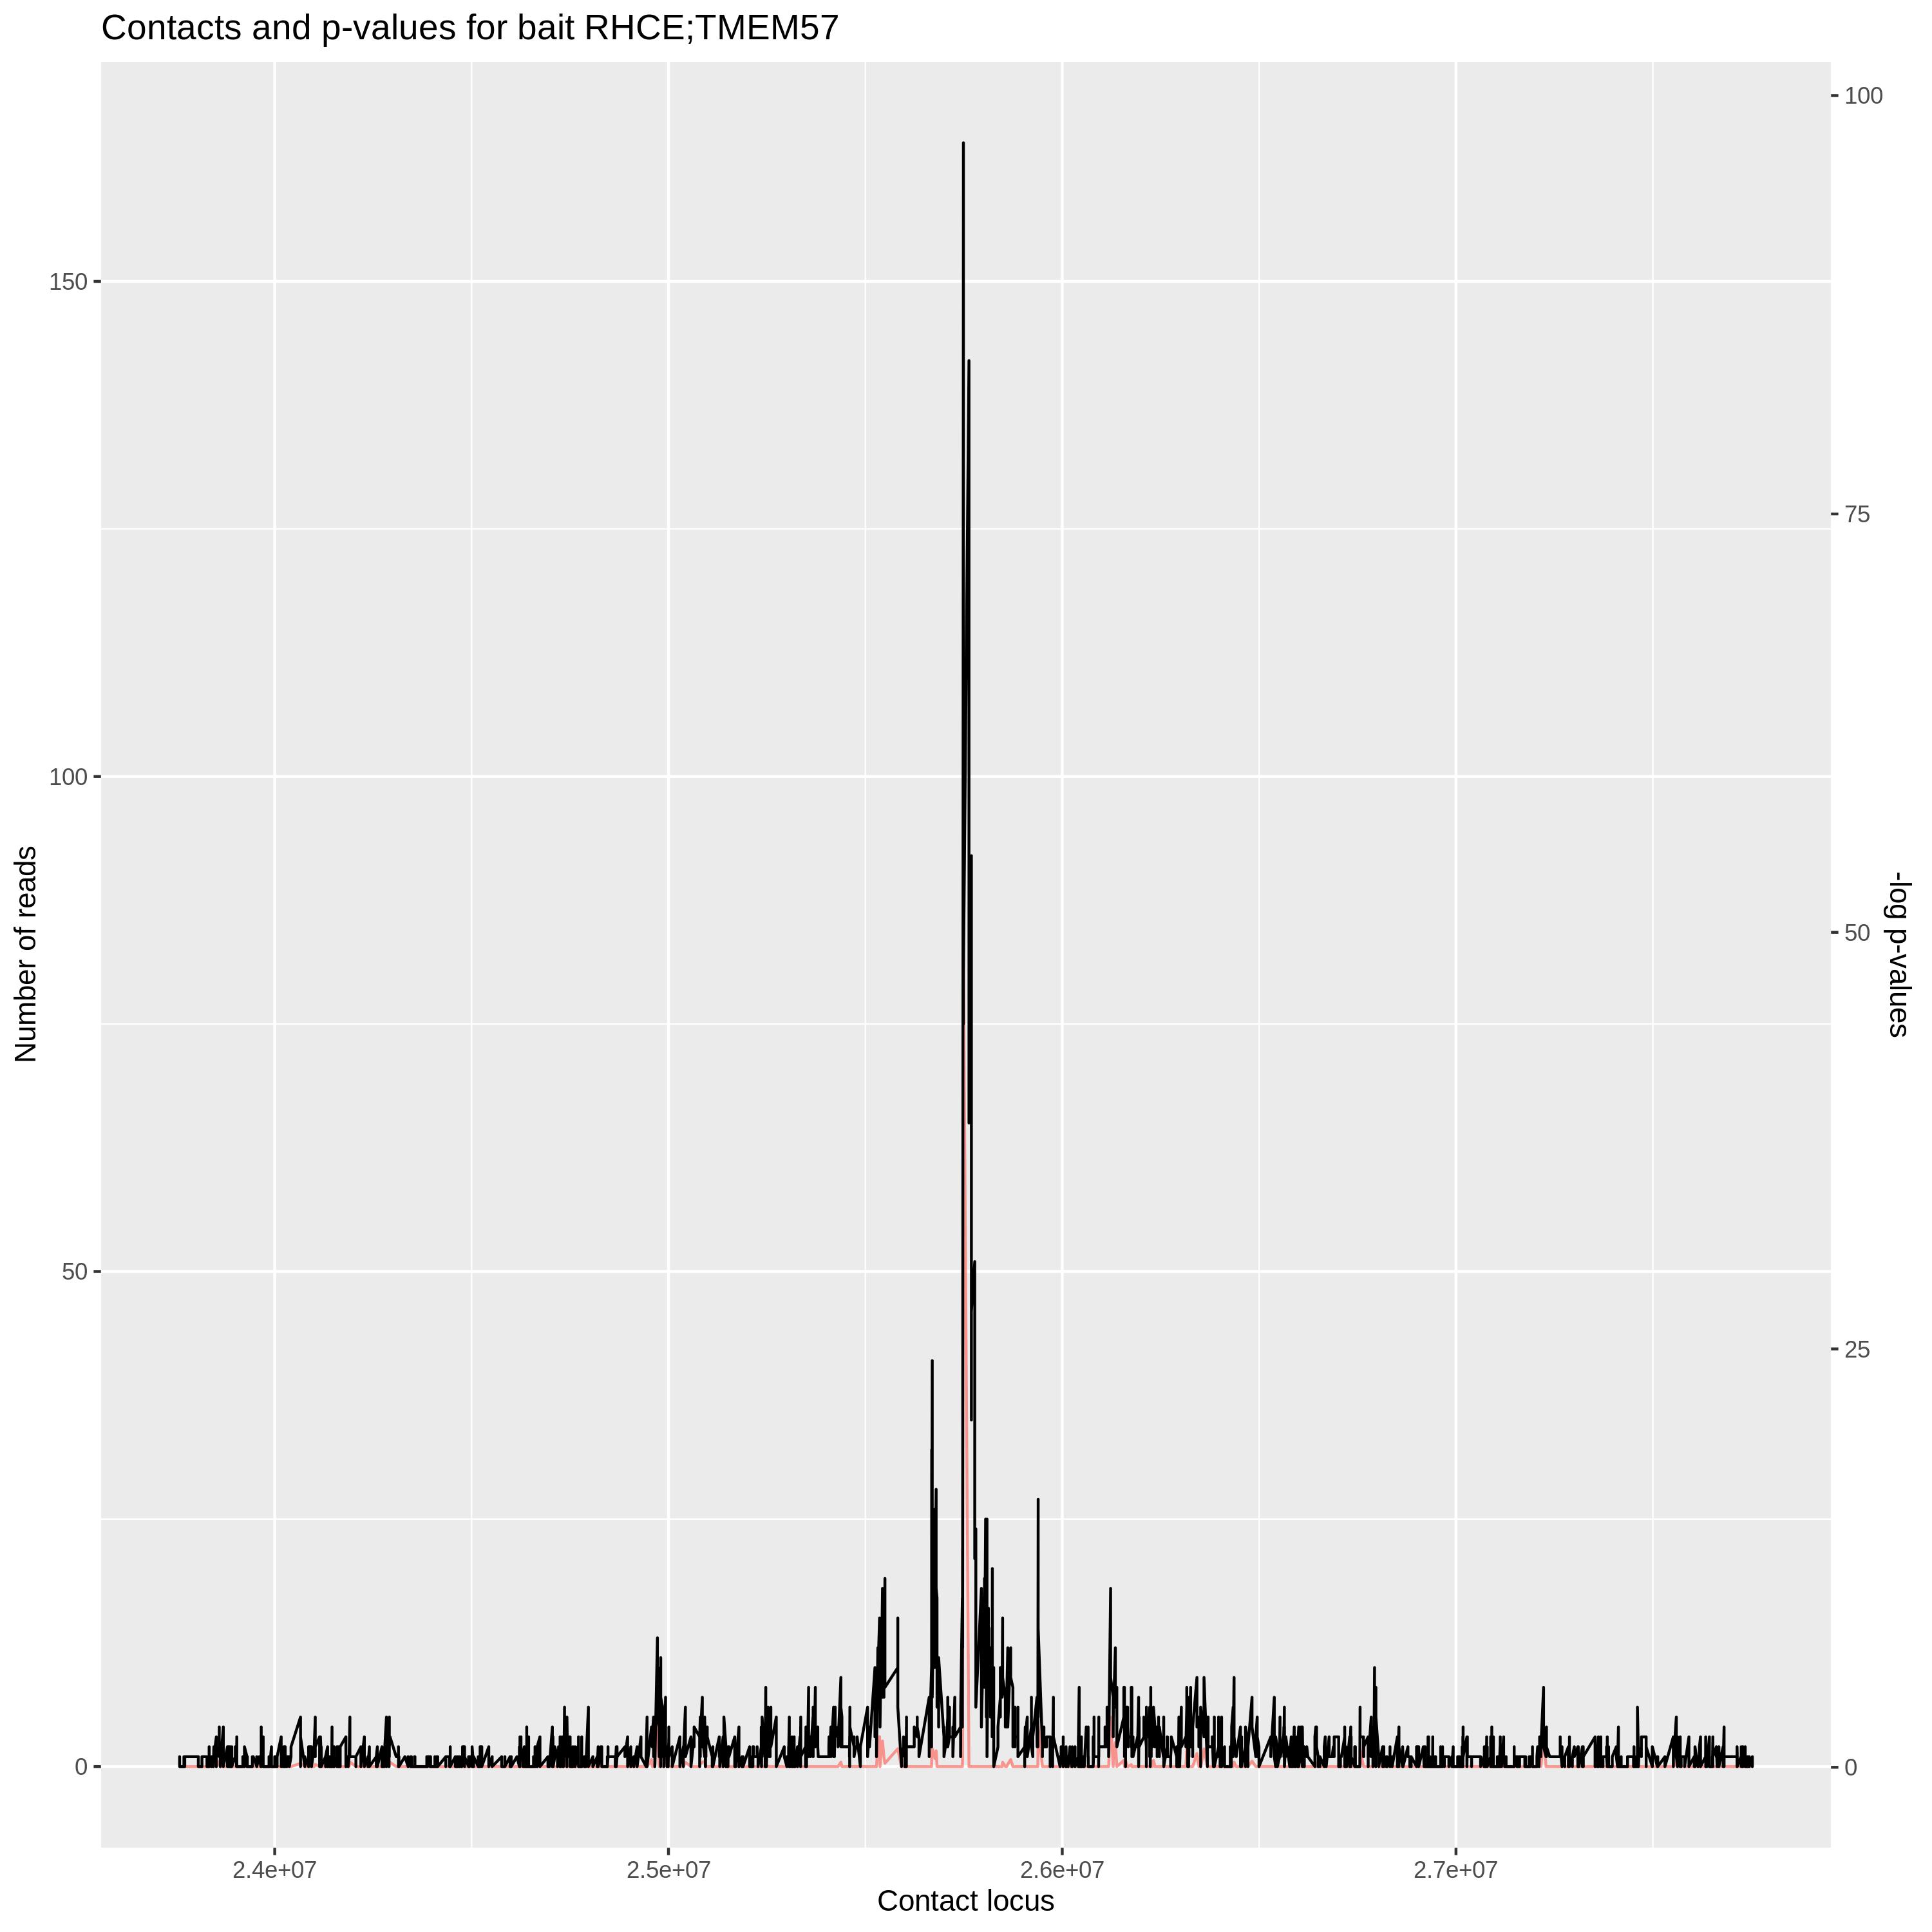 Contacts and p-values for bait RHCE;TMEM57
Number of reads
150
100
50
0
100
75
50
25
0
-log p-values
2.4e+07 2.5e+07 2.6e+07 2.7e+07
Contact locus